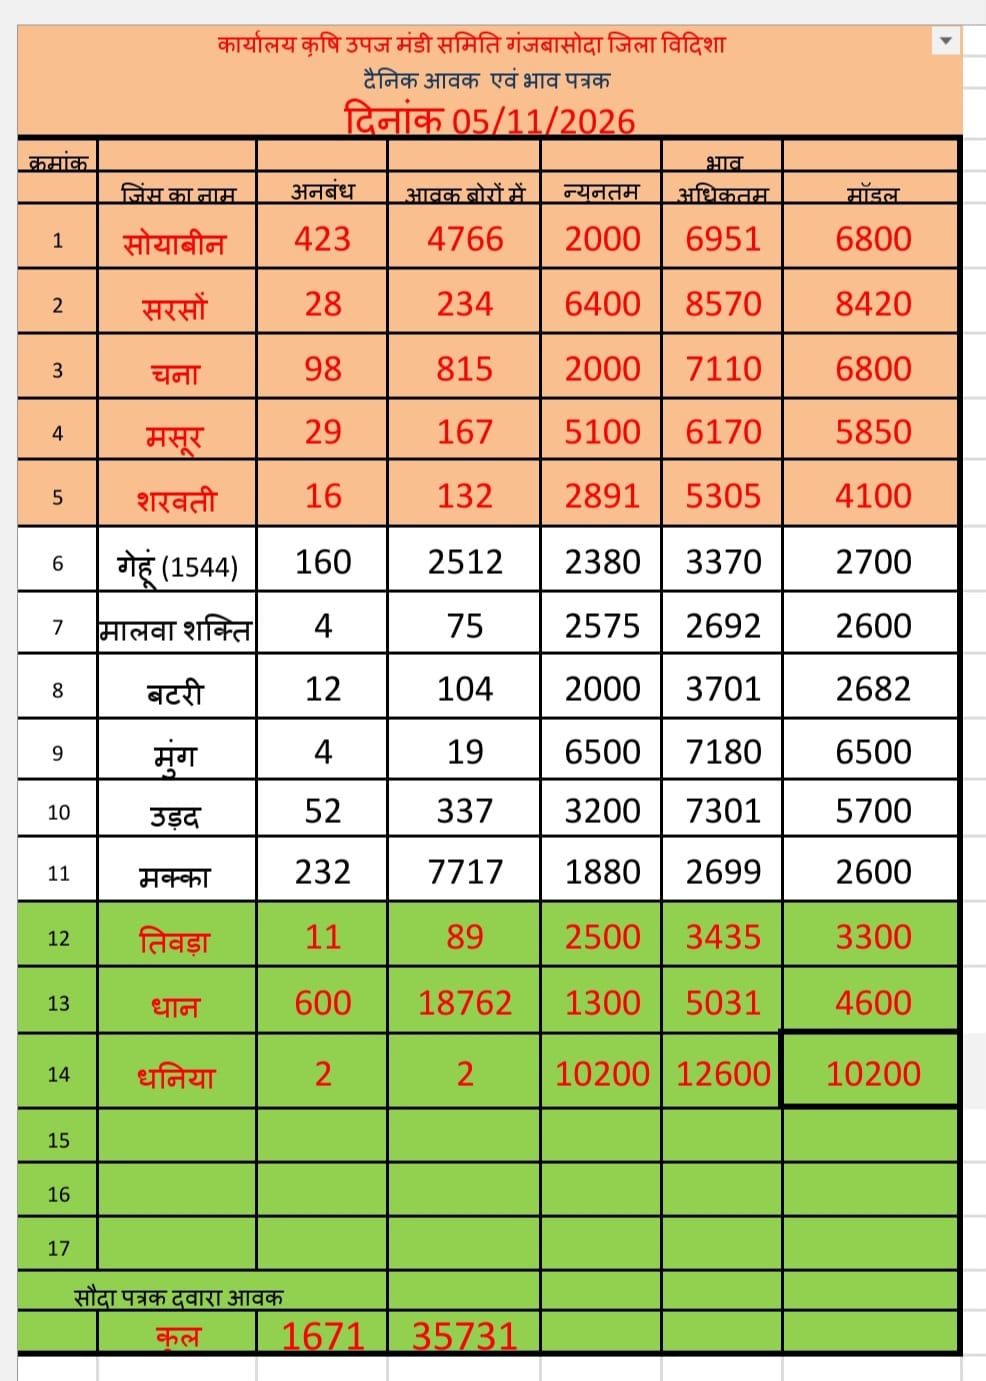 कार्यालय कृषि उपज मंडी समिति गंजबासोदा जिला विदिशा
दैनिक आवक एवं भाव पत्रक
दिनांक 05/11/2026
क्रमांक भाव
जिंस का नाम अनबंध आवक बोरों में न्यूनतम अधिकतम मॉडल
1 सोयाबीन 423 4766 2000 6951 6800
2 सरसों 28 234 6400 8570 8420
3 चना 98 815 2000 7110 6800
4 मसूर 29 167 5100 6170 5850
5 शरवती 16 132 2891 5305 4100
6 गेहूं (1544) 160 2512 2380 3370 2700
7 मालवा शक्ति 4 75 2575 2692 2600
8 बटरी 12 104 2000 3701 2682
9 मुंग 4 19 6500 7180 6500
10 उड़द 52 337 3200 7301 5700
11 मक्का 232 7717 1880 2699 2600
12 तिवड़ा 11 89 2500 3435 3300
13 धान 600 18762 1300 5031 4600
14 धनिया 2 2 10200 12600 10200
15
16
17
सौदा पत्रक दवारा आवक
कुल 1671 35731